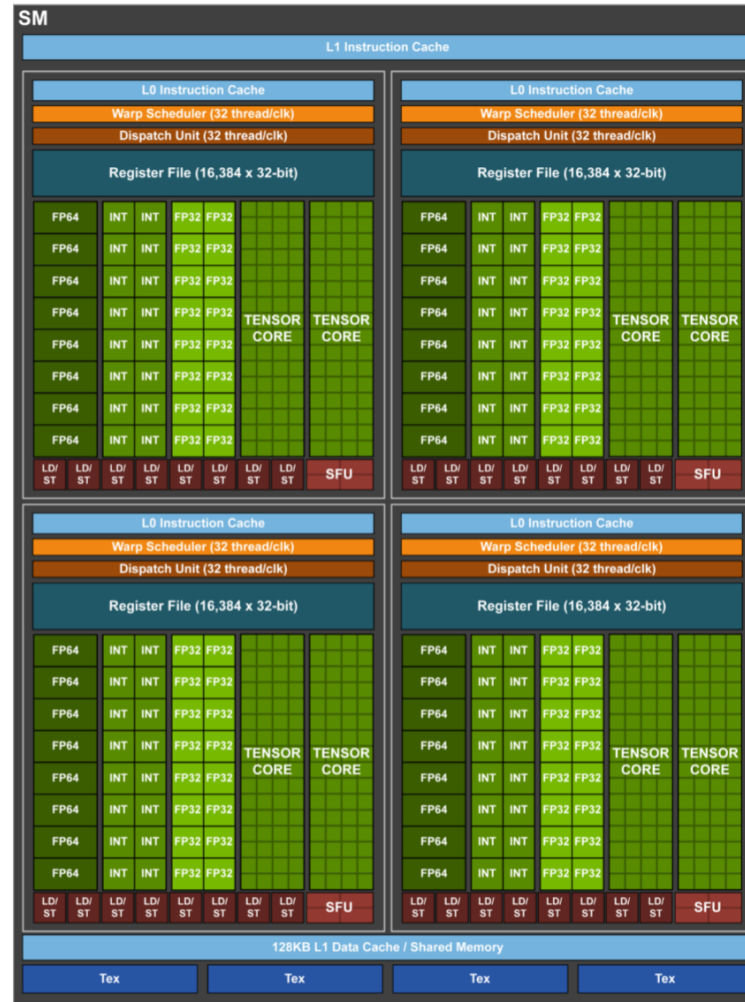 SM
L1 Instruction Cache
L0 Instruction Cache
Warp Scheduler (32 thread/clk)
Dispatch Unit (32 thread/clk)
Register File (16,384 x 32-bit)
FP64 INT INT FP32 FP32
FP64 INT INT FP32 FP32
FP64 INT INT FP32 FP32
FP64 INT INT FP32 FP32 TENSOR TENSOR
FP64 INT INT FP32 FP32 CORE CORE
FP64 INT INT FP32 FP32
FP64 INT INT FP32 FP32
FP64 INT INT FP32 FP32
LD/ LD/ LD/ LD/ LD/ LD/ LD/ LD/ SFU
ST ST ST ST ST ST ST ST
L0 Instruction Cache
Warp Scheduler (32 thread/clk)
Dispatch Unit (32 thread/clk)
Register File (16,384 x 32-bit)
FP64 INT INT FP32 FP32
FP64 INT INT FP32 FP32
FP64 INT INT FP32 FP32
FP64 INT INT FP32 FP32 TENSOR TENSOR
FP64 INT INT FP32 FP32 CORE CORE
FP64 INT INT FP32 FP32
FP64 INT INT FP32 FP32
FP64 INT INT FP32 FP32
LD/ LD/ LD/ LD/ LD/ LD/ LD/ LD/ SFU
ST ST ST ST ST ST ST ST
L0 Instruction Cache
Warp Scheduler (32 thread/clk)
Dispatch Unit (32 thread/clk)
Register File (16,384 x 32-bit)
FP64 INT INT FP32 FP32
FP64 INT INT FP32 FP32
FP64 INT INT FP32 FP32
FP64 INT INT FP32 FP32 TENSOR TENSOR
FP64 INT INT FP32 FP32 CORE CORE
FP64 INT INT FP32 FP32
FP64 INT INT FP32 FP32
FP64 INT INT FP32 FP32
LD/ LD/ LD/ LD/ LD/ LD/ LD/ LD/ SFU
ST ST ST ST ST ST ST ST
L0 Instruction Cache
Warp Scheduler (32 thread/clk)
Dispatch Unit (32 thread/clk)
Register File (16,384 x 32-bit)
FP64 INT INT FP32 FP32
FP64 INT INT FP32 FP32
FP64 INT INT FP32 FP32
FP64 INT INT FP32 FP32 TENSOR TENSOR
FP64 INT INT FP32 FP32 CORE CORE
FP64 INT INT FP32 FP32
FP64 INT INT FP32 FP32
FP64 INT INT FP32 FP32
LD/ LD/ LD/ LD/ LD/ LD/ LD/ LD/ SFU
ST ST ST ST ST ST ST ST
128KB L1 Data Cache / Shared Memory
Tex Tex Tex Tex